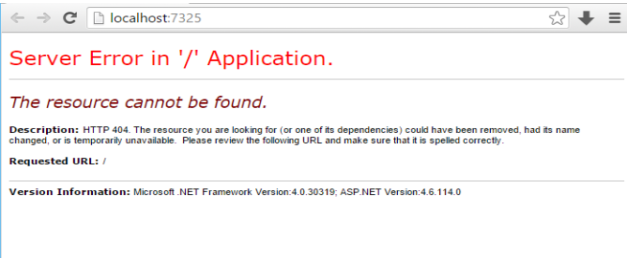 localhost:7325
Server Error in '/' Application.
The resource cannot be found.
Description: HTTP 404. The resource you are looking for (or one of its dependencies) could have been removed, had its name
changed, or is temporarily unavailable. Please review the following URL and make sure that it is spelled correctly.
Requested URL: /
Version Information: Microsoft .NET Framework Version:4.0.30319; ASP.NET Version:4.6.114.0